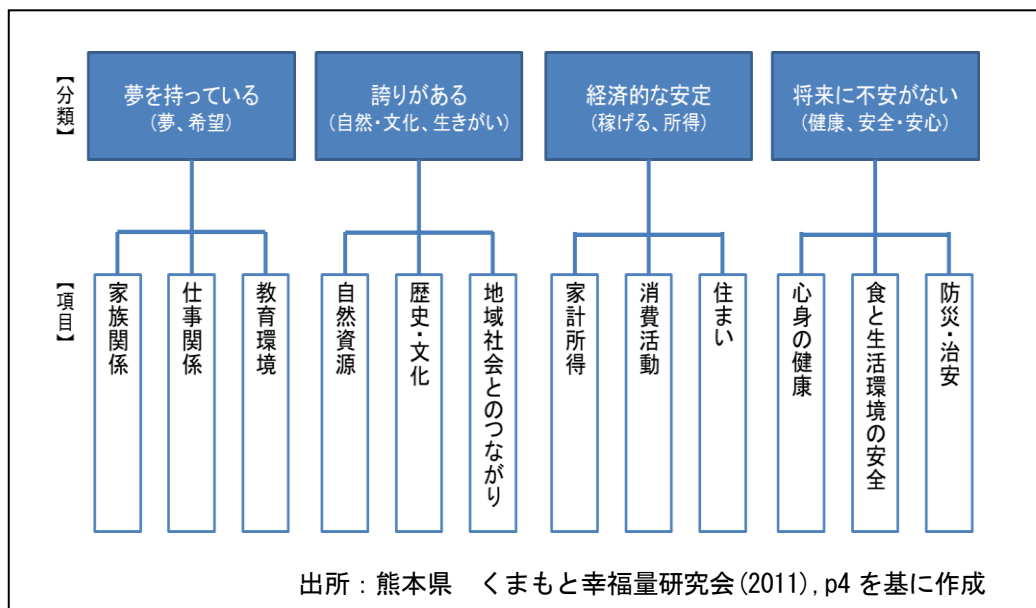 【分類】
夢を持っている
(夢、希望)
誇りがある
(自然・文化、生きがい)
経済的な安定
(稼げる、所得)
将来に不安がない
(健康、安全・安心)
【項目】
家族関係
仕事関係
教育環境
自然資源
歴史・文化
地域社会とのつながり
家計所得
消費活動
住まい
心身の健康
食と生活環境の安全
防災・治安
出所：熊本県　くまもと幸福量研究会(2011), p4 を基に作成